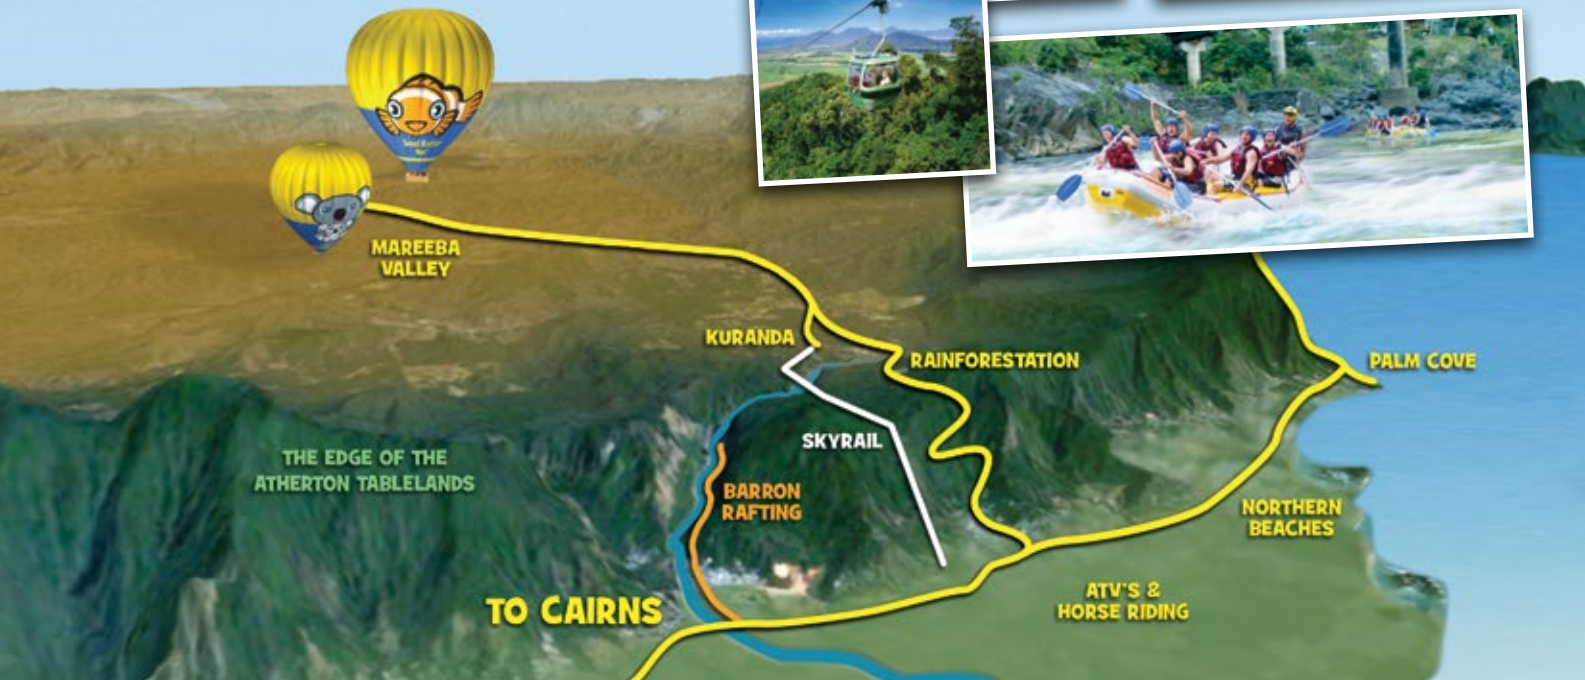 MAREEBA
VALLEY
KURANDA
RAINFORESTATION
PALM COVE
SKYRAIL
THE EDGE OF THE
ATHERTON TABLELANDS
BARRON
RAFTING
NORTHERN
BEACHES
ATV'S &
HORSE RIDING
TO CAIRNS